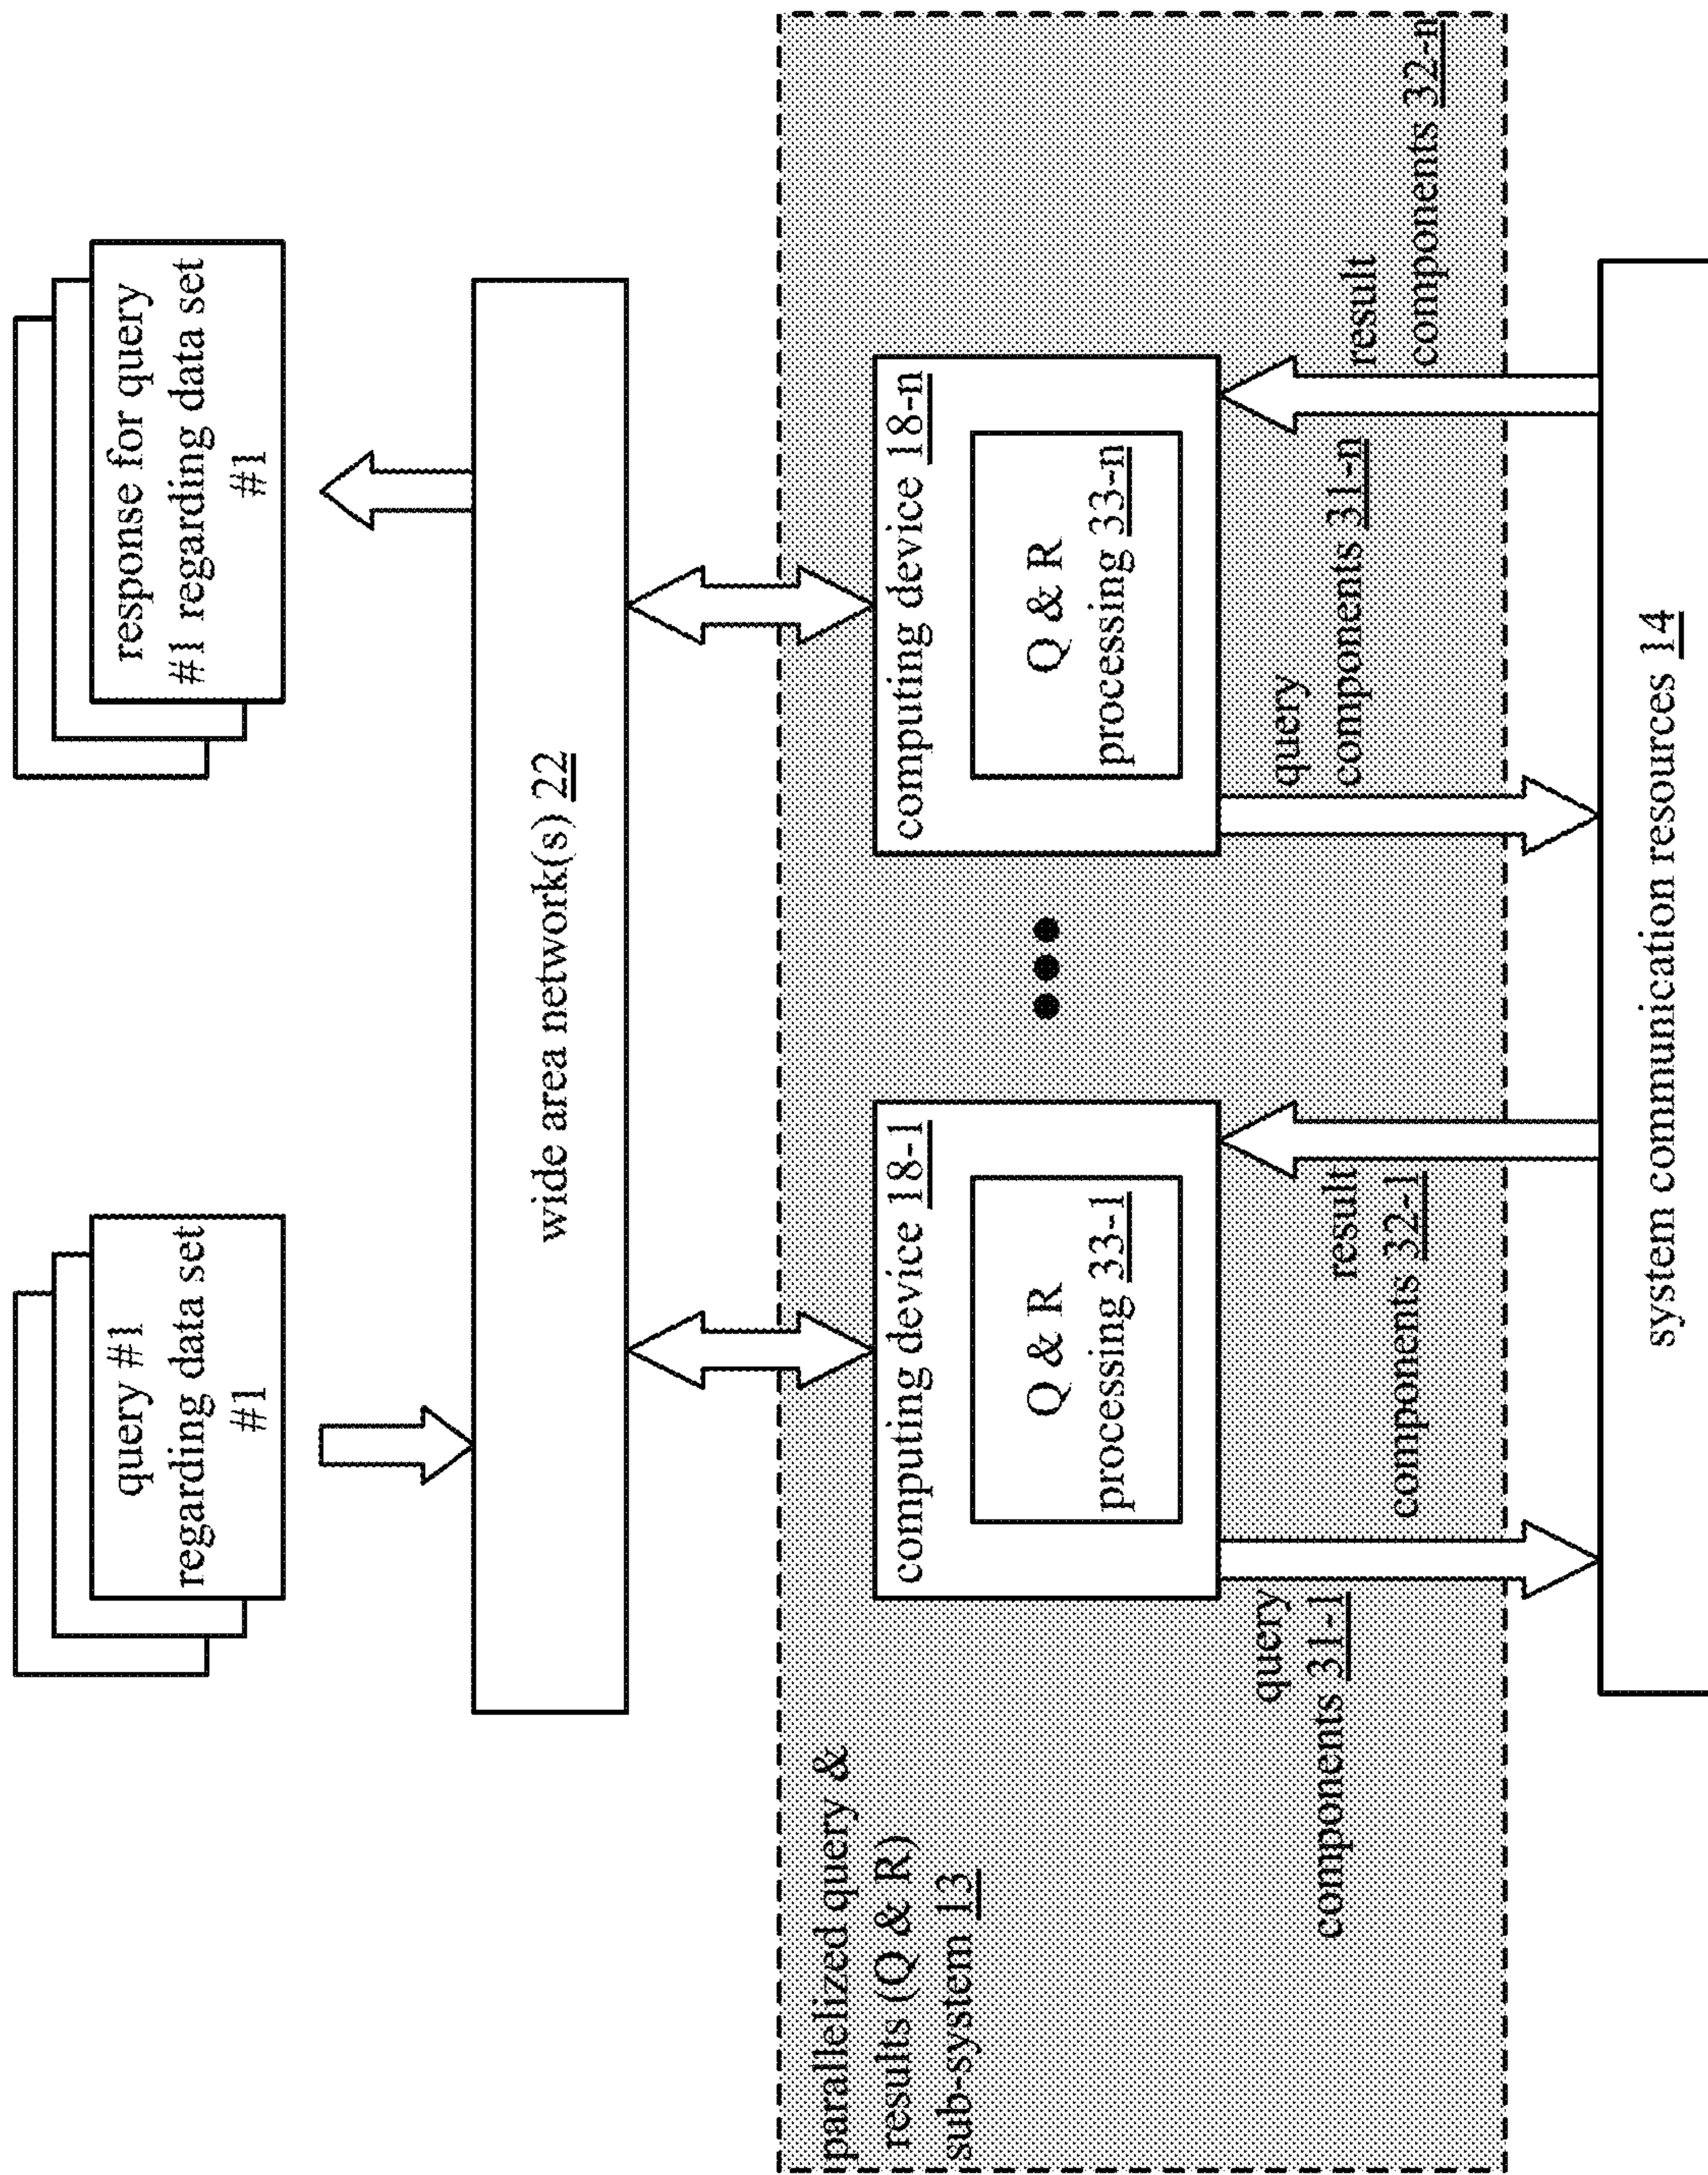 query #1
regarding data set
#1
response for query
#1 regarding data set
#1
wide area network(s) 22
parallelized query &
results (Q & R)
sub-system 13
computing device 18-1
Q & R
processing 33-1
computing device 18-n
Q & R
processing 33-n
query
components 31-1
result
components 32-1
query
components 31-n
result
components 32-n
system communication resources 14